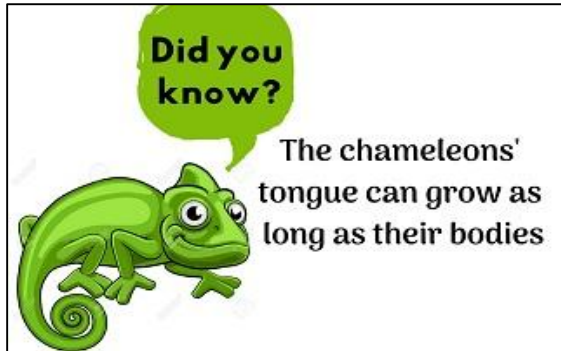 Did you
know?
The chameleons'
tongue can grow as
long as their bodies